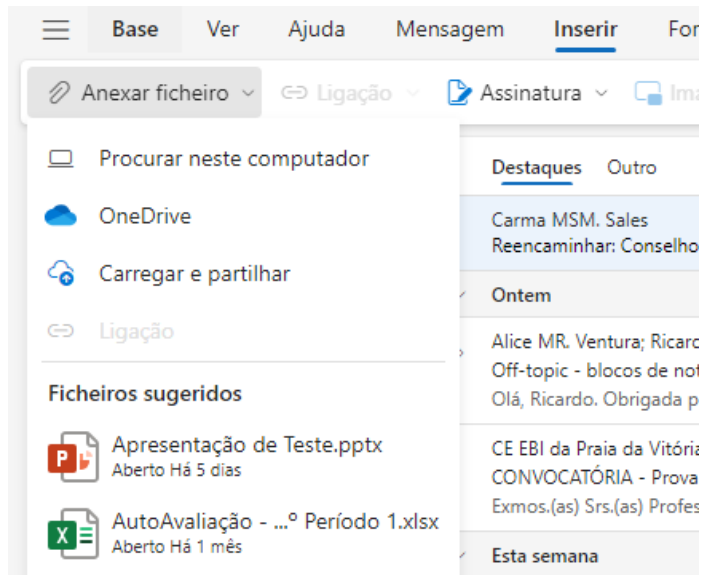 Base Ver Ajuda Mensagem Inserir For
Anexar ficheiro Ligação Assinatura Ima
Procurar neste computador
OneDrive
Carregar e partilhar
Ligação
Ficheiros sugeridos
Apresentação de Teste.pptx
Aberto Há 5 dias
AutoAvaliação - ...º Período 1.xlsx
Aberto Há 1 mês
Destaques Outro
Carma MSM. Sales
Reencaminhar: Conselho
Ontem
Alice MR. Ventura; Ricard
Off-topic - blocos de not
Olá, Ricardo. Obrigada p
CE EBI da Praia da Vitória
CONVOCATÓRIA - Prova
Exmos.(as) Srs.(as) Profes
Esta semana